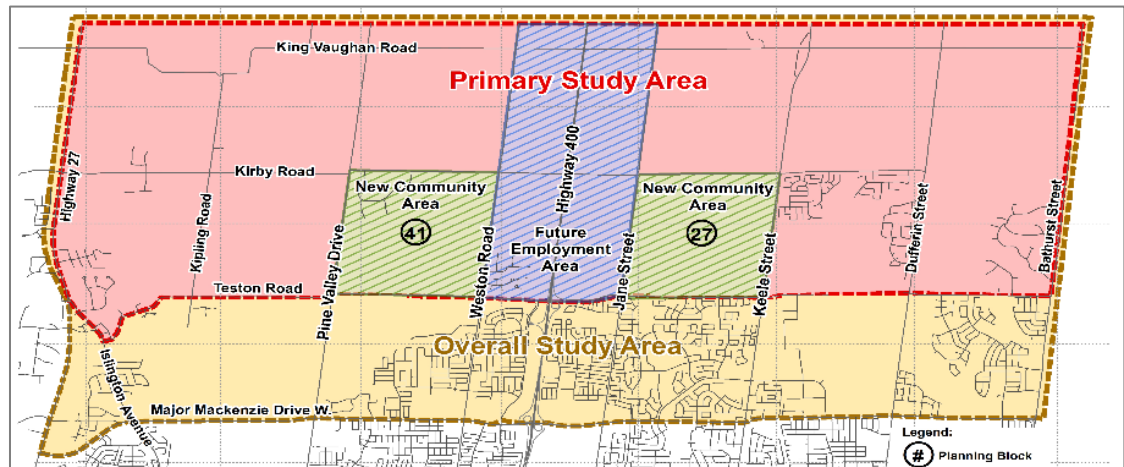 King Vaughan Road
Primary Study Area
Highway 27
Kipling Road
Kirby Road
Pine Valley Drive
New Community
Area
41
Weston Road
Highway 400
Future
Employment
Area
Jane Street
New Community
Area
27
Keele Street
Dufferin Street
Bathurst Street
Teston Road
Overall Study Area
Islington Avenue
Major Mackenzie Drive W.
Legend:
# Planning Block